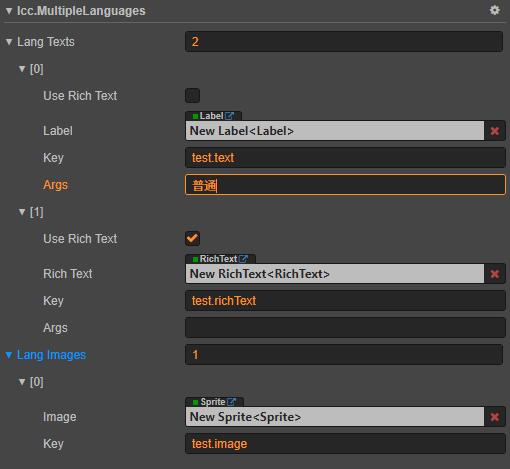 lcc.MultipleLanguages
Lang Texts 2
[0]
Use Rich Text
Label
Label New Label<Label>
Key test.text
Args 普通
[1]
Use Rich Text
RichText
Rich Text New RichText<RichText>
Key test.richText
Args
Lang Images 1
[0]
Sprite
Image New Sprite<Sprite>
Key test.image